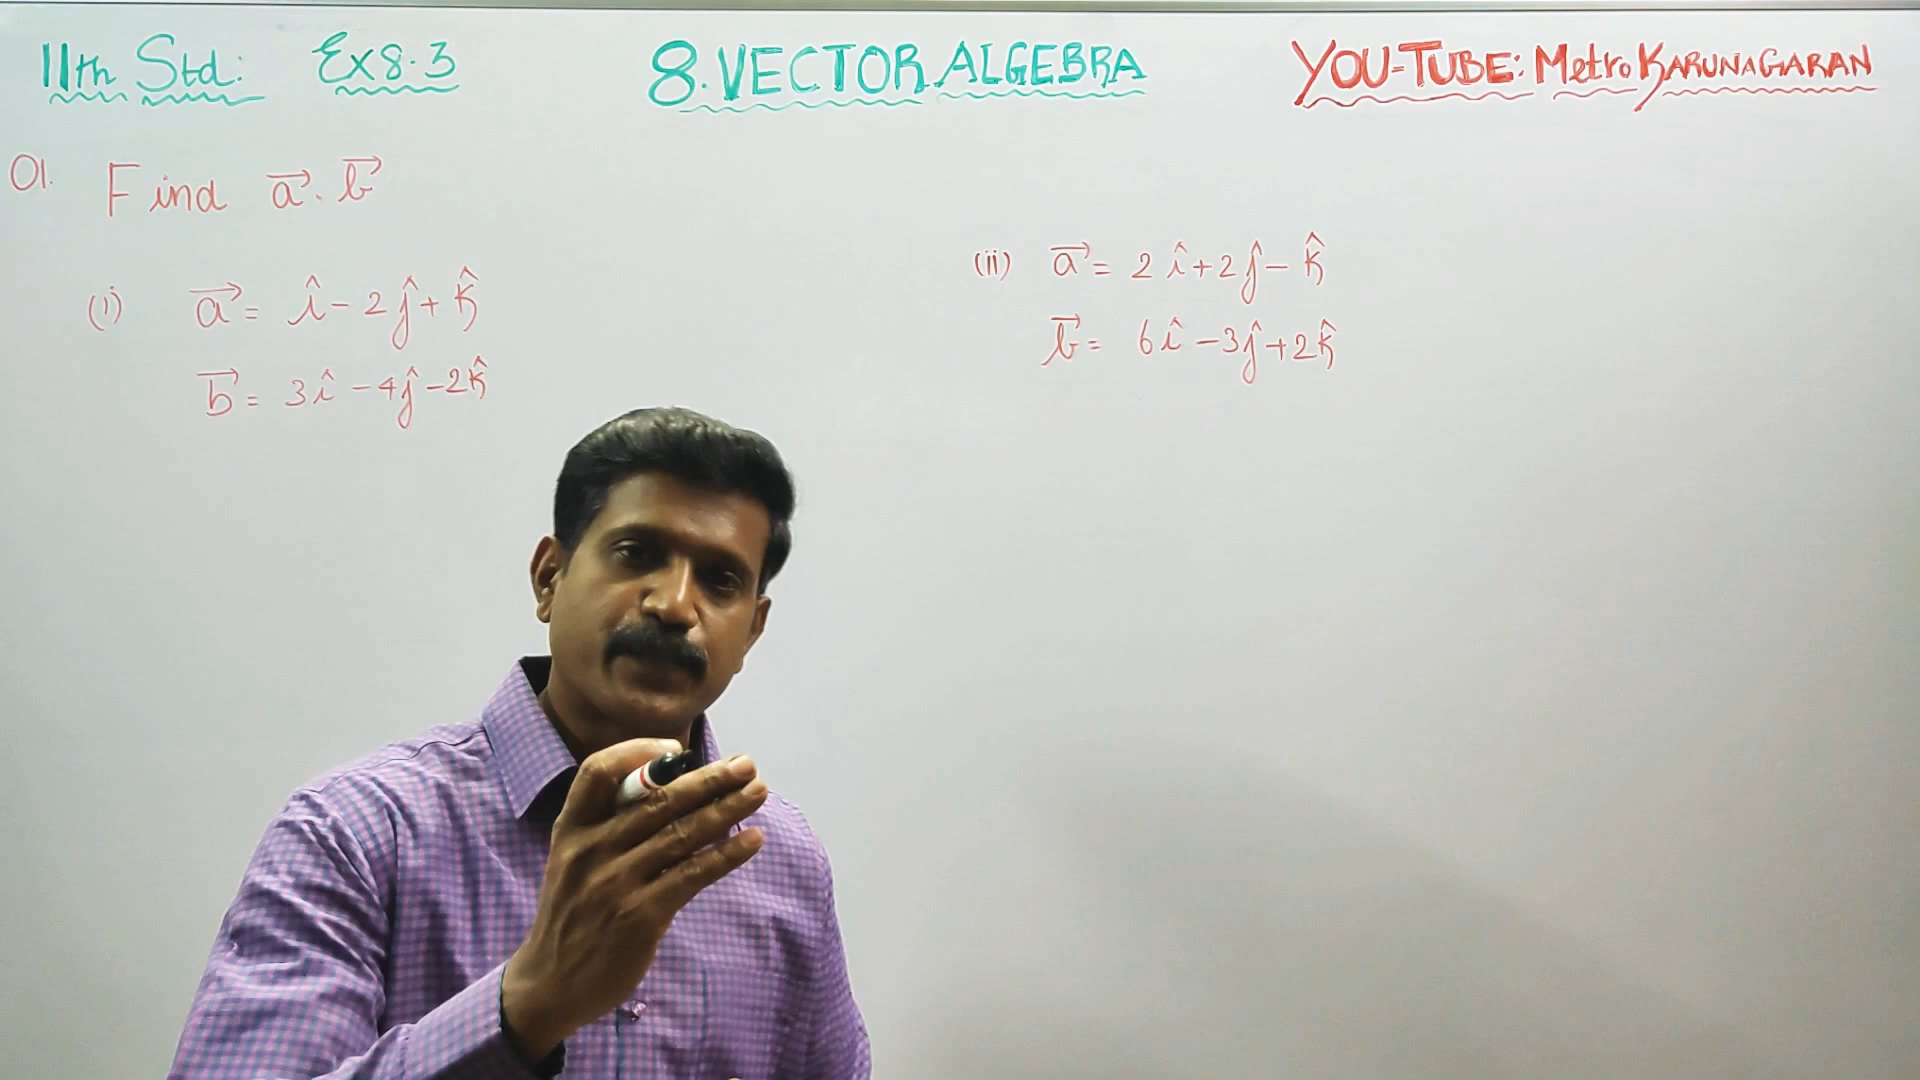 11th Std: Ex 8.3 8. VECTOR ALGEBRA YOU-TUBE: Metro KARUNAGARAN
01. Find a⃗ . b⃗
(i) a⃗ = î - 2ĵ + k̂
b⃗ = 3î - 4ĵ - 2k̂
(ii) a⃗ = 2î + 2ĵ - k̂
b⃗ = 6î - 3ĵ + 2k̂